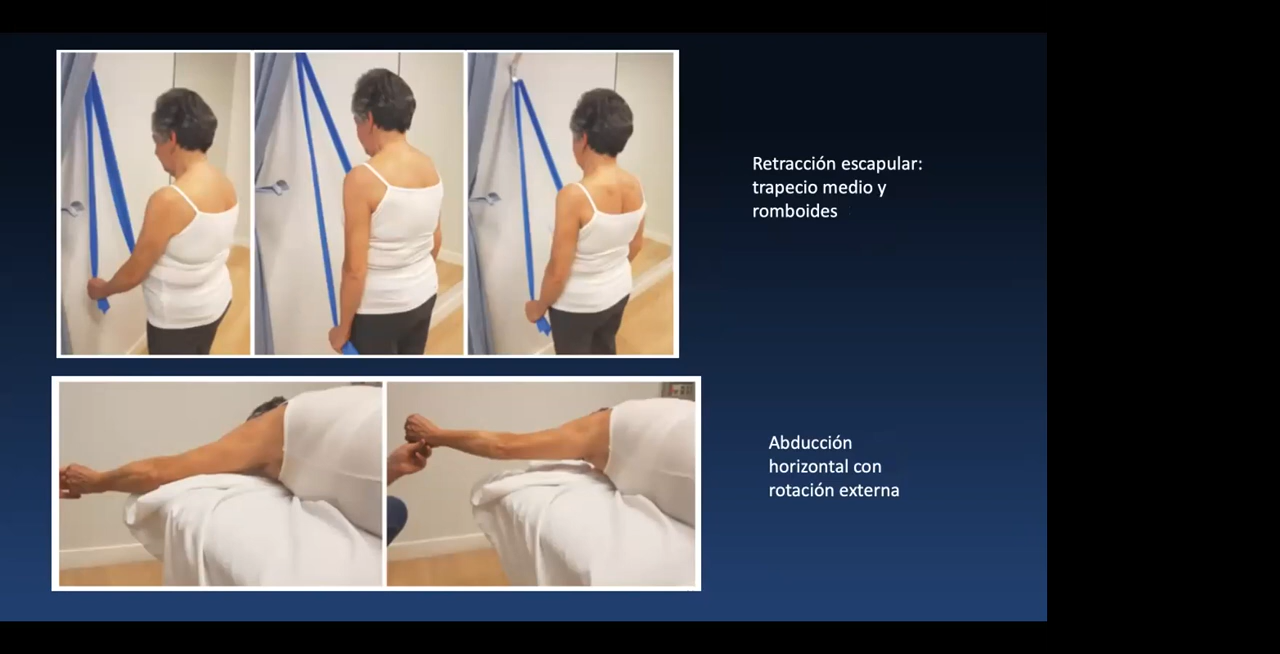 Retracción escapular:
trapecio medio y
romboides
Abducción
horizontal con
rotación externa